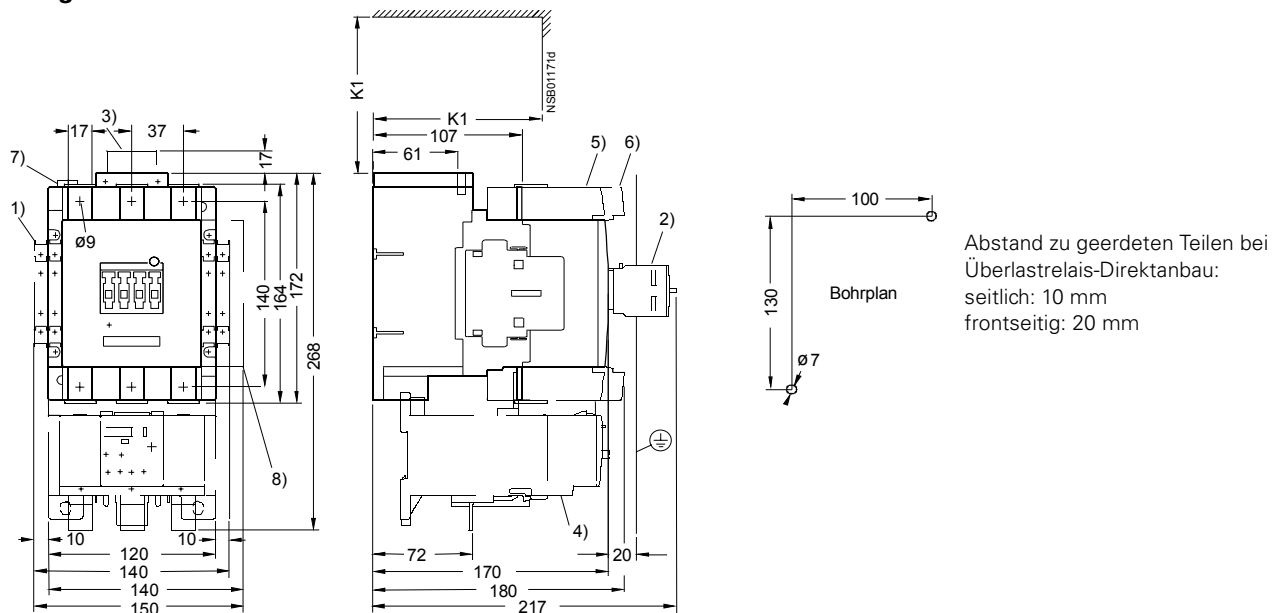 g
K1
NSB01171d
K1
107
61
5)
6)
2)
17
3)
37
17
7)
1)
ø9
140
164
172
268
8)
10
10
120
140
140
150
4)
72
20
170
180
217
100
130
Bohrplan
ø7
Abstand zu geerdeten Teilen bei
Überlastrelais-Direktanbau:
seitlich: 10 mm
frontseitig: 20 mm